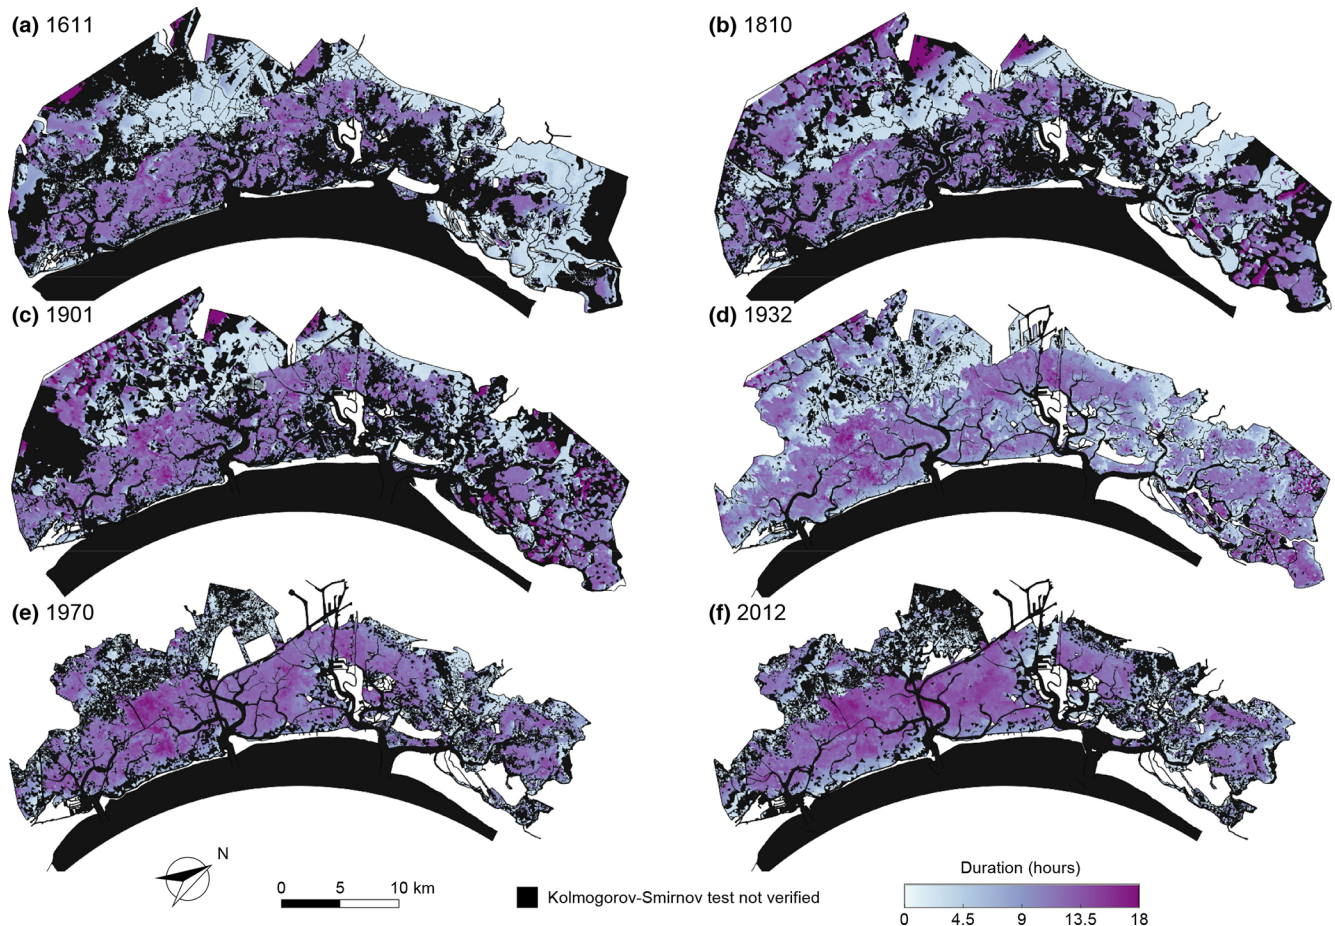 (a) 1611
(b) 1810
(c) 1901
(d) 1932
(e) 1970
(f) 2012
N
0 5 10 km
Kolmogorov-Smirnov test not verified
Duration (hours)
0 4.5 9 13.5 18